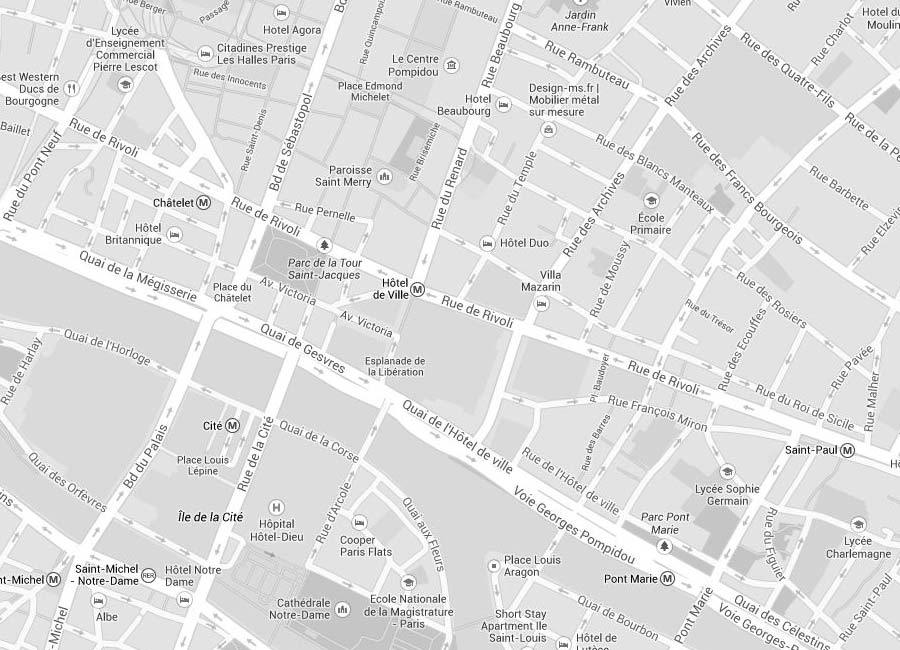 Rue Berger
Passage
Rue Quincampoix
Rue Rambuteau
Rue Beaubourg
Jardin
Anne-Frank
Vivien
Rue Charlot
Hotel du
Hotel Agora
Lycée
d'Enseignement
Commercial
Pierre Lescot
Citadines Prestige
Les Halles Paris
Rue des Innocents
Le Centre
Pompidou
Place Edmond
Michelet
Rue Rambuteau
Rue des Archives
Rue des Quatre-Fils
Best Western
Ducs de
Bourgogne
Hotel
Beaubourg
Design-ms.fr |
Mobilier métal
sur mesure
Baillet
Rue de Rivoli
Rue Saint-Denis
Bd de Sébastopol
Rue Brisemiche
Rue du Renard
Rue du Temple
Rue des Blancs Manteaux
Rue des Francs Bourgeois
Rue de la Pe
Rue Barbette
Rue Elzevir
Rue du Pont Neuf
Paroisse
Saint Merry
Châtelet
Rue de Rivoli
Rue Pernelle
Rue des Archives
École
Primaire
Hôtel
Britannique
Hôtel Duo
Parc de la Tour
Saint-Jacques
Quai de la Mégisserie
Place du
Châtelet
Av. Victoria
Hôtel
de Ville
Villa
Mazarin
Rue de Moussy
Rue de Rivoli
Rue des Rosiers
Rue du Trésor
Rue des Ecouffes
Av. Victoria
Quai de Gesvres
Quai de l'Horloge
Rue de Harlay
Esplanade de
la Libération
Pl. Baudoyer
Rue de Rivoli
Rue Pavée
Rue Malher
Rue du Roi de Sicile
Rue François Miron
Rue des Barres
Quai de l'Hôtel de ville
Cité
Place Louis
Lépine
Bd du Palais
Rue de la Cité
Quai de la Corse
Quai des Orfèvres
Saint-Paul
Rue de l'Hôtel de ville
Voie Georges Pompidou
Lycée Sophie
Germain
Île de la Cité
Hôpital
Hôtel-Dieu
Rue d'Arcole
Quai aux Fleurs
Cooper
Paris Flats
Parc Pont
Marie
Rue du Figuier
Lycée
Charlemagne
nt-Michel
Saint-Michel
- Notre-Dame
RER
Hôtel Notre
Dame
Place Louis
Aragon
Pont Marie
Ecole Nationale
de la Magistrature
- Paris
Cathédrale
Notre-Dame
Albe
-Michel
Short Stay
Apartment Ile
Saint-Louis
Hôtel de
Lutèce
Quai de Bourbon
Pont Marie
Quai des Célestins
Voie Georges-P
Rue Saint-Paul